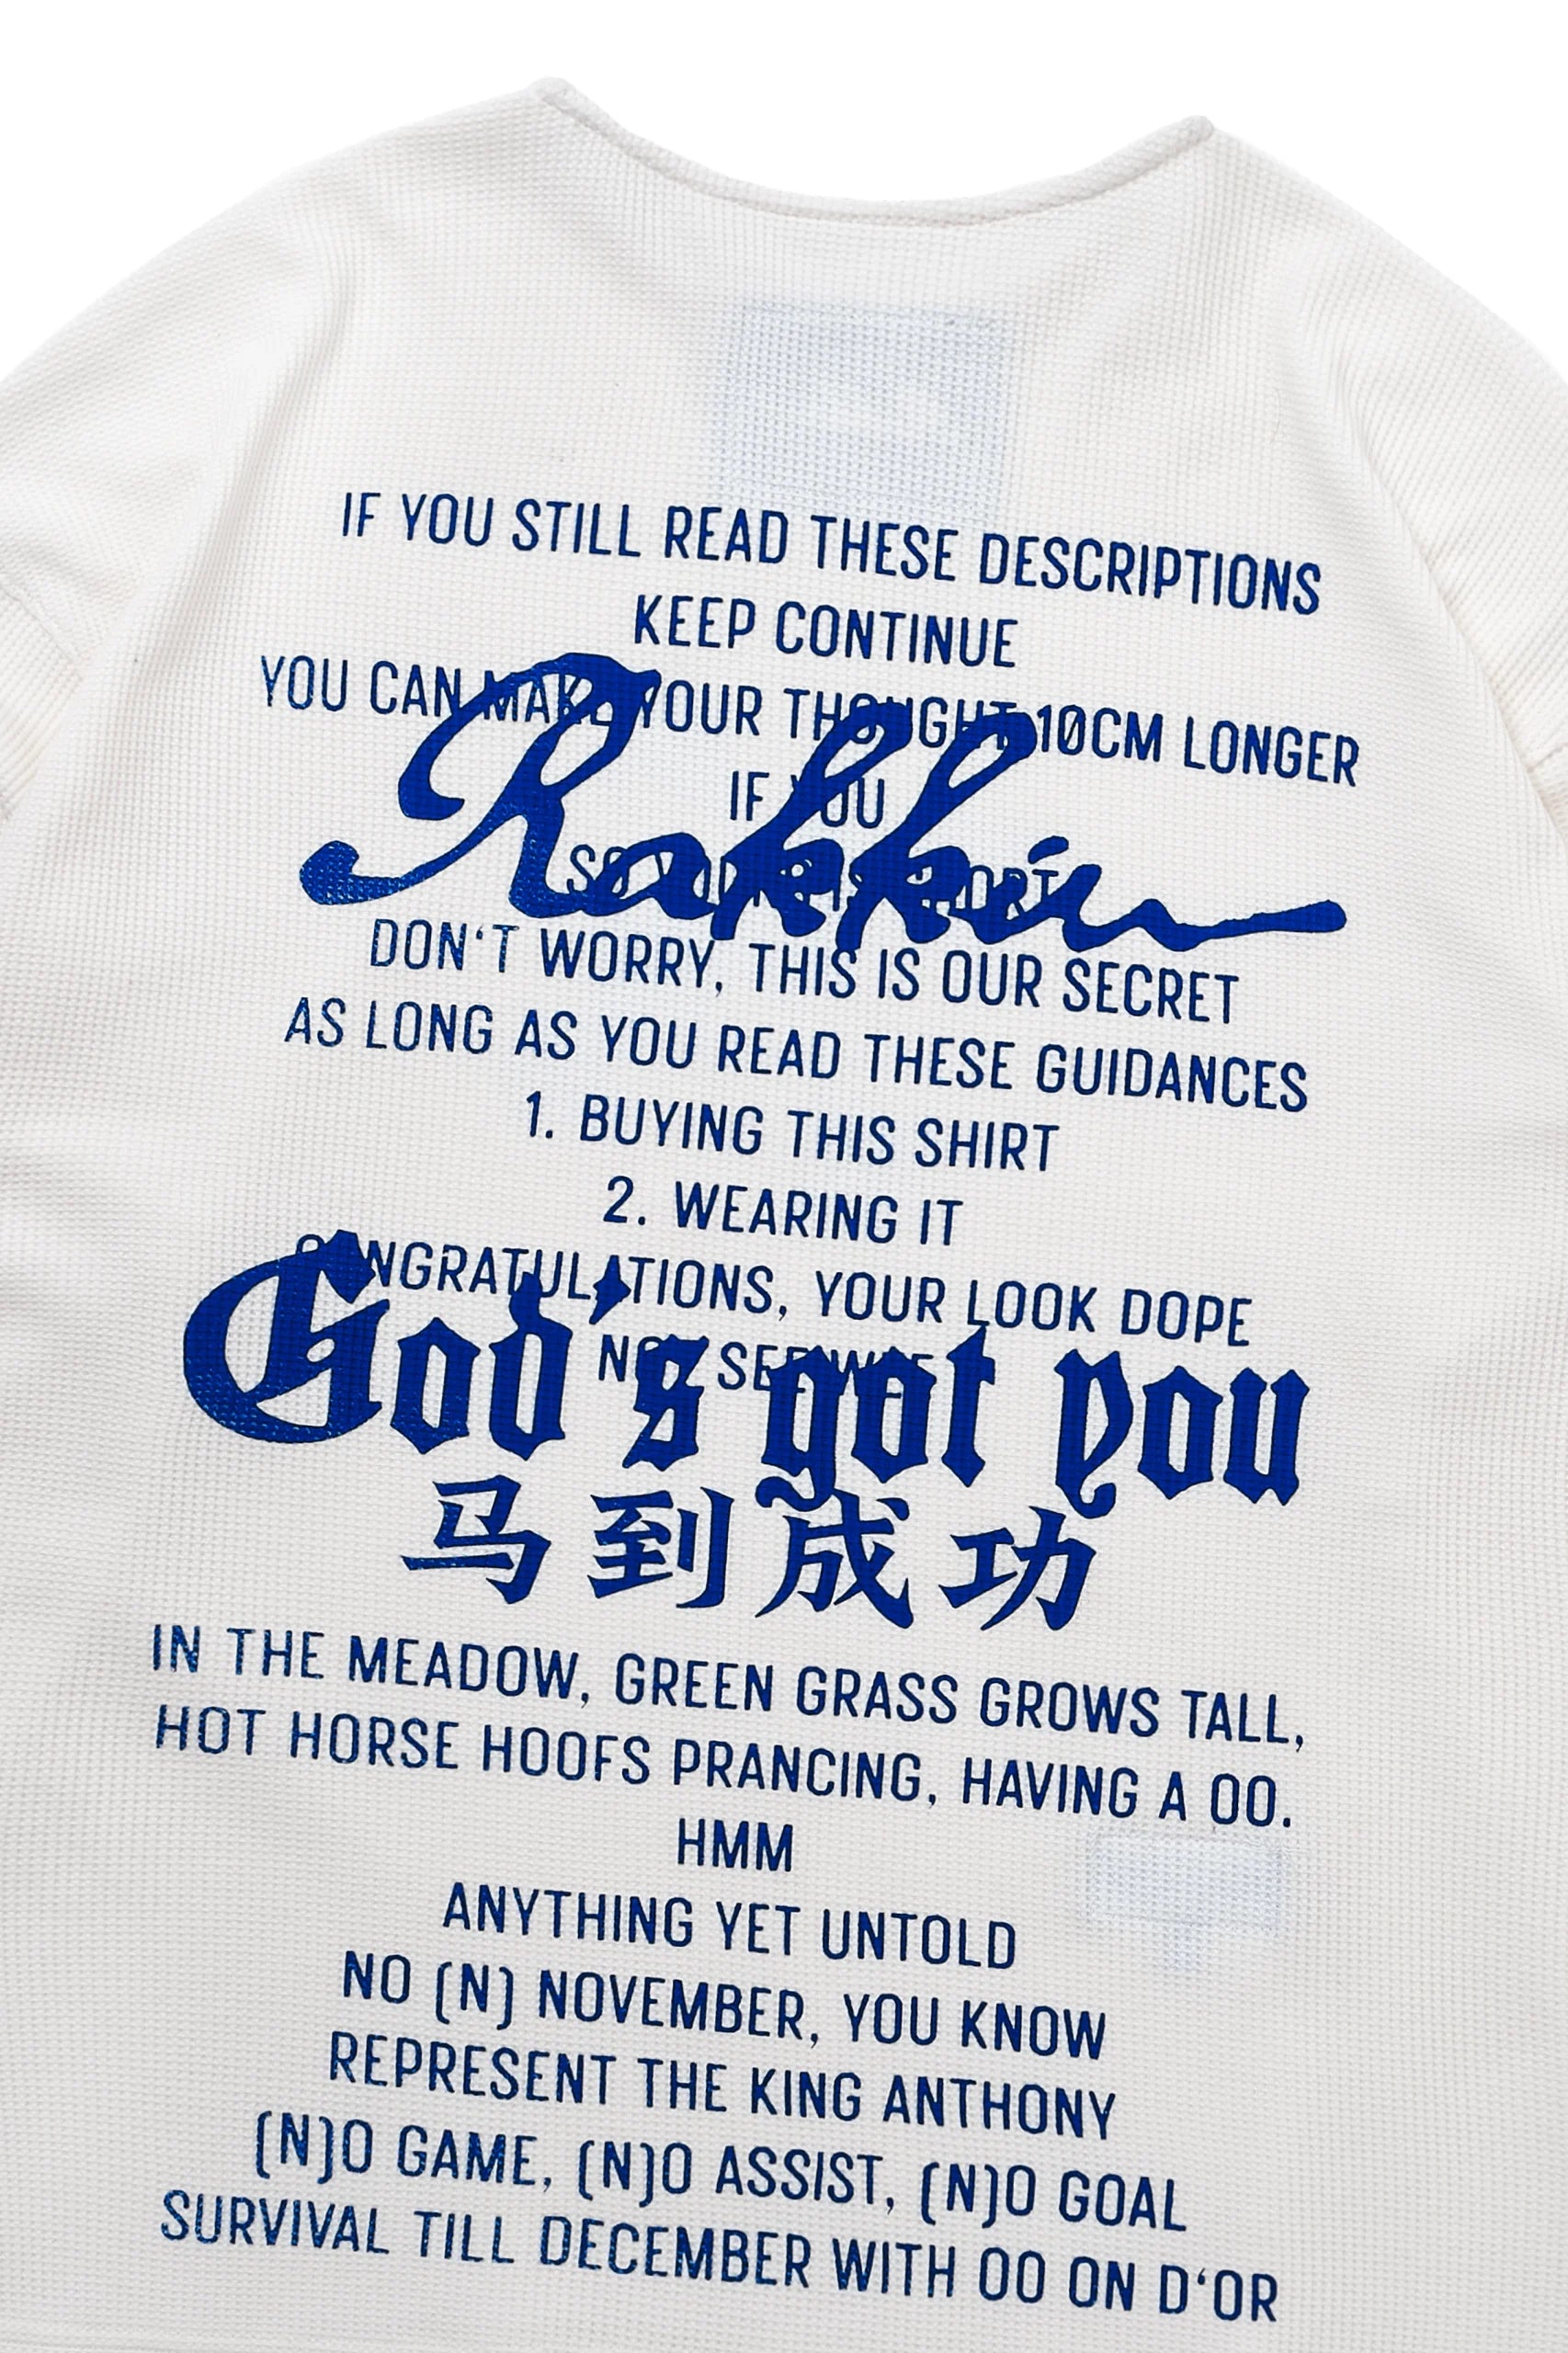 IF YOU STILL READ THESE DESCRIPTIONS
KEEP CONTINUE
YOU CAN MAKE YOUR THOUGHT 10CM LONGER
IF YOU
Rakkin
SO SHORT
DON'T WORRY, THIS IS OUR SECRET
AS LONG AS YOU READ THESE GUIDANCES
1. BUYING THIS SHIRT
2. WEARING IT
CONGRATULATIONS, YOUR LOOK DOPE
God's got you
马到成功
IN THE MEADOW, GREEN GRASS GROWS TALL,
HOT HORSE HOOFS PRANCING, HAVING A OO.
HMM
ANYTHING YET UNTOLD
NO (N) NOVEMBER, YOU KNOW
REPRESENT THE KING ANTHONY
(N)O GAME, (N)O ASSIST, (N)O GOAL
SURVIVAL TILL DECEMBER WITH OO ON D'OR